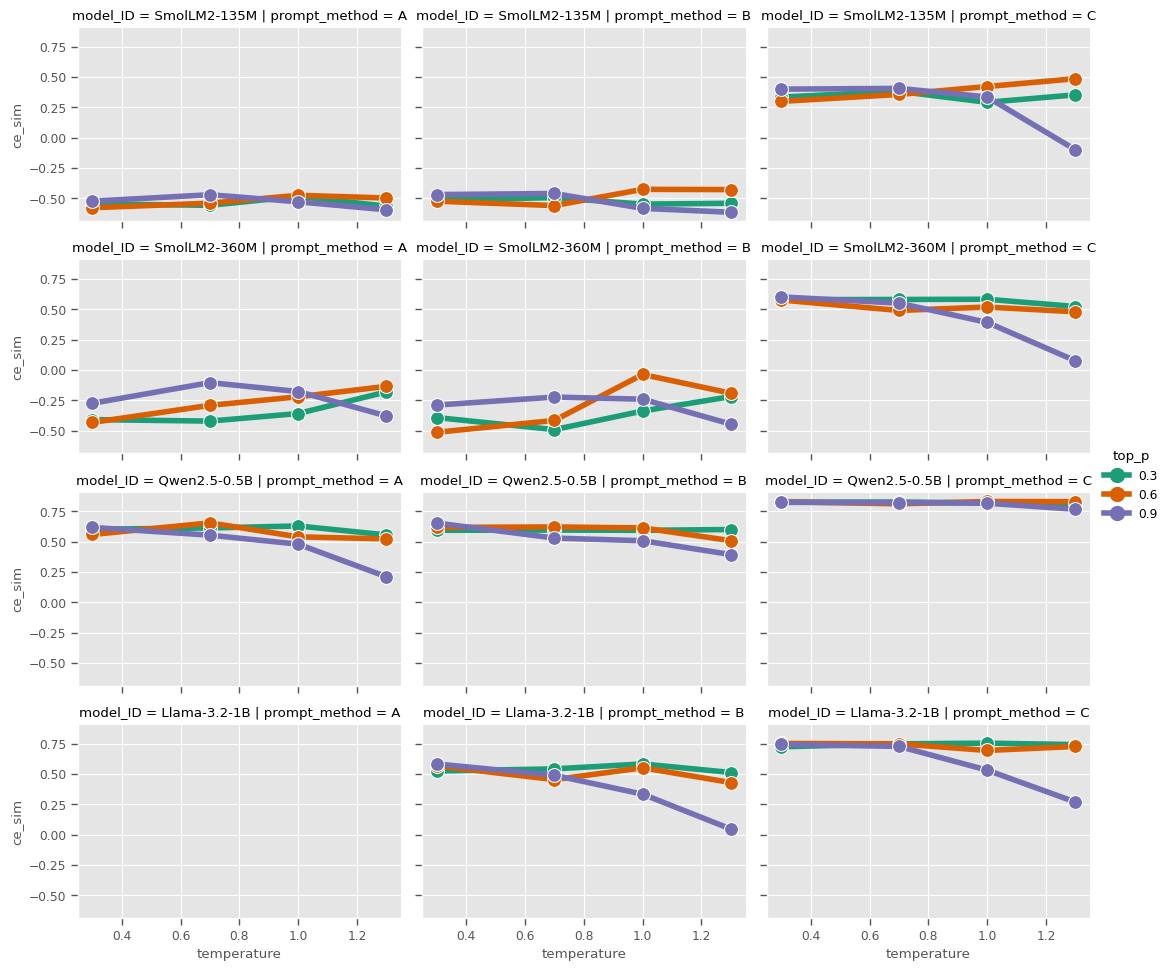 model_ID = SmolLM2-135M | prompt_method = A
model_ID = SmolLM2-135M | prompt_method = B
model_ID = SmolLM2-135M | prompt_method = C
0.75
0.50
0.25
0.00
−0.25
−0.50
ce_sim
model_ID = SmolLM2-360M | prompt_method = A
model_ID = SmolLM2-360M | prompt_method = B
model_ID = SmolLM2-360M | prompt_method = C
0.75
0.50
0.25
0.00
−0.25
−0.50
ce_sim
model_ID = Qwen2.5-0.5B | prompt_method = A
model_ID = Qwen2.5-0.5B | prompt_method = B
model_ID = Qwen2.5-0.5B | prompt_method = C
0.75
0.50
0.25
0.00
−0.25
−0.50
ce_sim
top_p
0.3
0.6
0.9
model_ID = Llama-3.2-1B | prompt_method = A
model_ID = Llama-3.2-1B | prompt_method = B
model_ID = Llama-3.2-1B | prompt_method = C
0.75
0.50
0.25
0.00
−0.25
−0.50
ce_sim
0.4 0.6 0.8 1.0 1.2
temperature
0.4 0.6 0.8 1.0 1.2
temperature
0.4 0.6 0.8 1.0 1.2
temperature